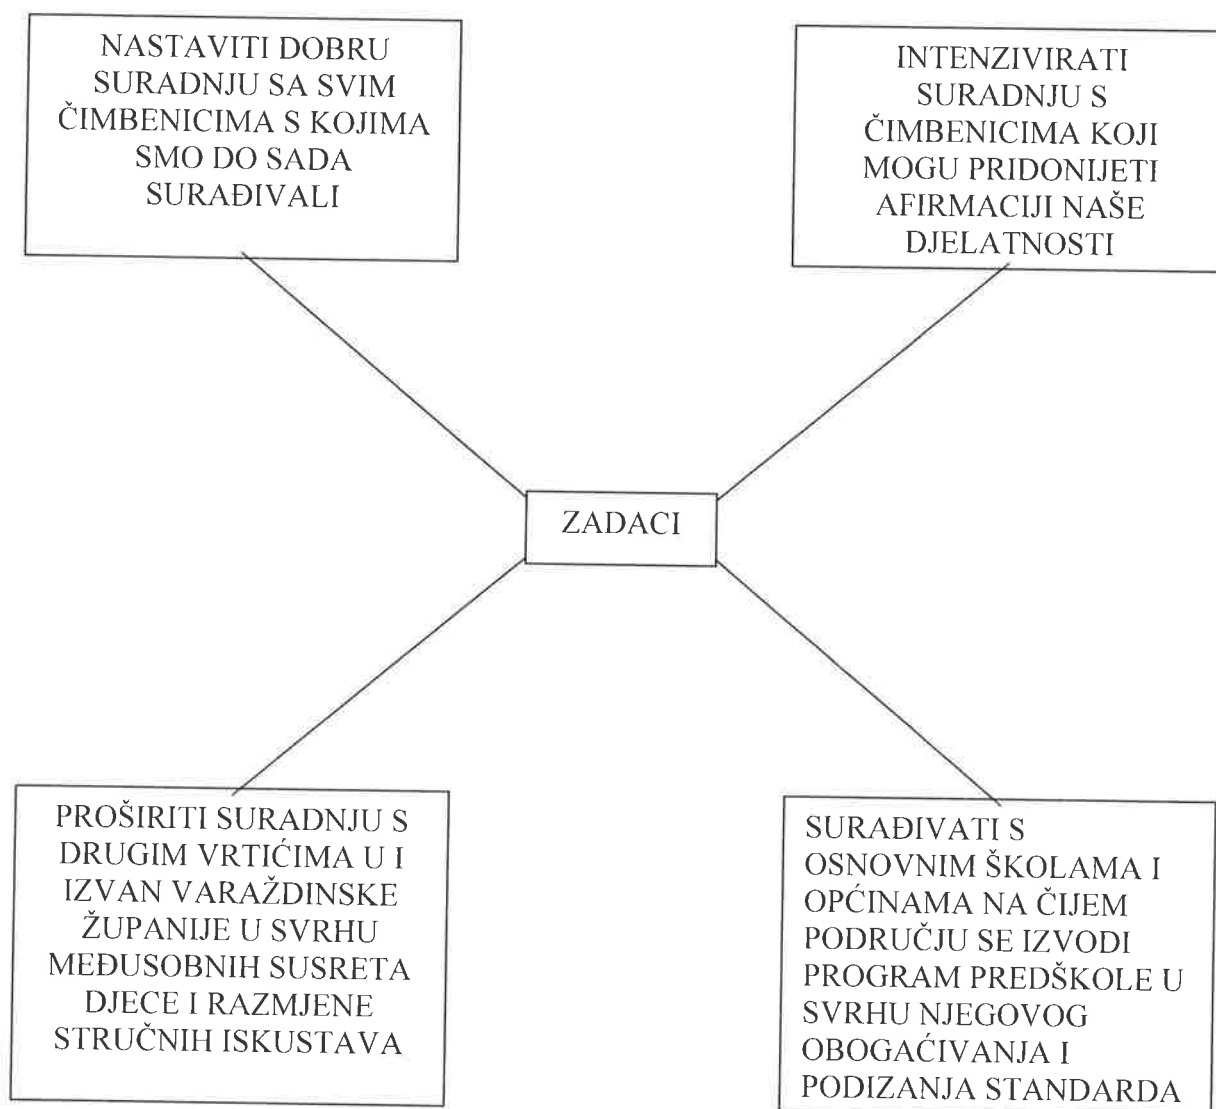 NASTAVITI DOBRU
SURADNJU SA SVIM
ČIMBENICIMA S KOJIMA
SMO DO SADA
SURAĐIVALI
INTENZIVIRATI
SURADNJU S
ČIMBENICIMA KOJI
MOGU PRIDONIJETI
AFIRMACIJI NAŠE
DJELATNOSTI
ZADACI
PROŠIRITI SURADNJU S
DRUGIM VRTIĆIMA U I
IZVAN VARAŽDINSKE
ŽUPANIJE U SVRHU
MEĐUSOBNIH SUSRETA
DJECE I RAZMJENE
STRUČNIH ISKUSTAVA
SURAĐIVATI S
OSNOVNIM ŠKOLAMA I
OPĆINAMA NA ČIJEM
PODRUČJU SE IZVODI
PROGRAM PREDŠKOLE U
SVRHU NJEGOVOG
OBOGAĆIVANJA I
PODIZANJA STANDARDA